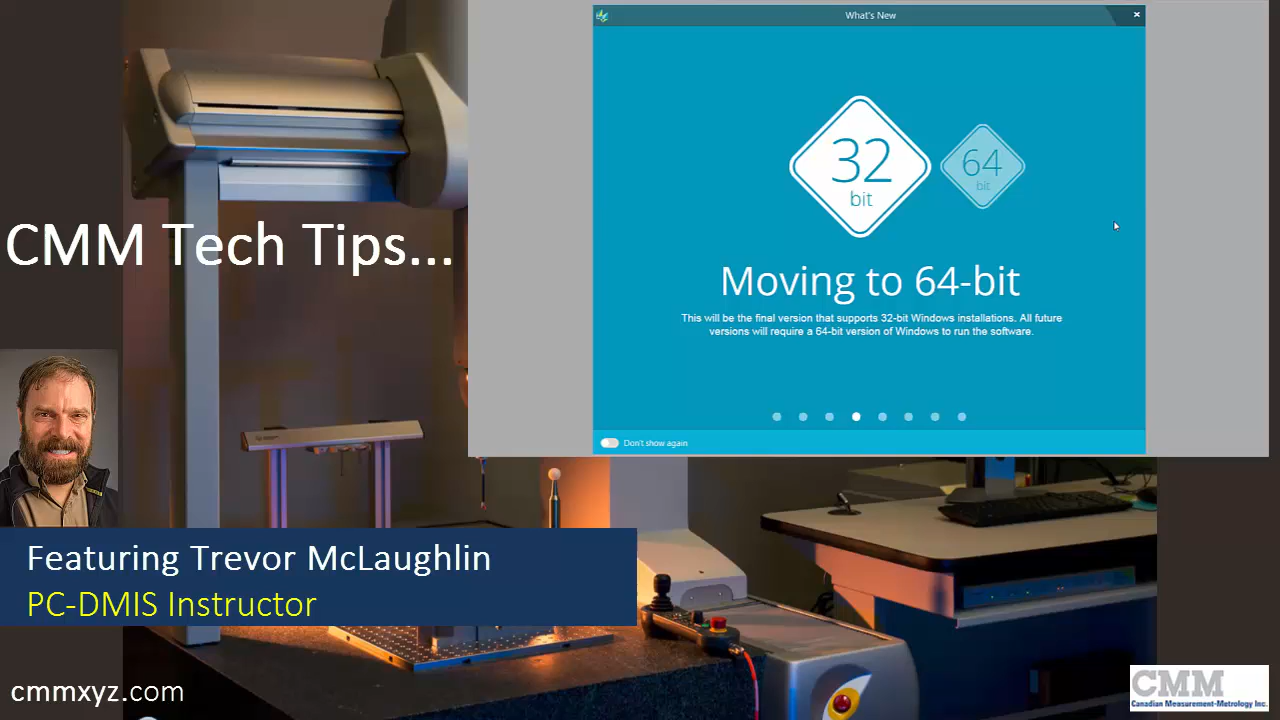 What's New
32
bit
64
bit
Moving to 64-bit
This will be the final version that supports 32-bit Windows installations. All future
versions will require a 64-bit version of Windows to run the software.
Don't show again
CMM Tech Tips...
Featuring Trevor McLaughlin
PC-DMIS Instructor
cmmxyz.com
CMM
Canadian Measurement-Metrology Inc.